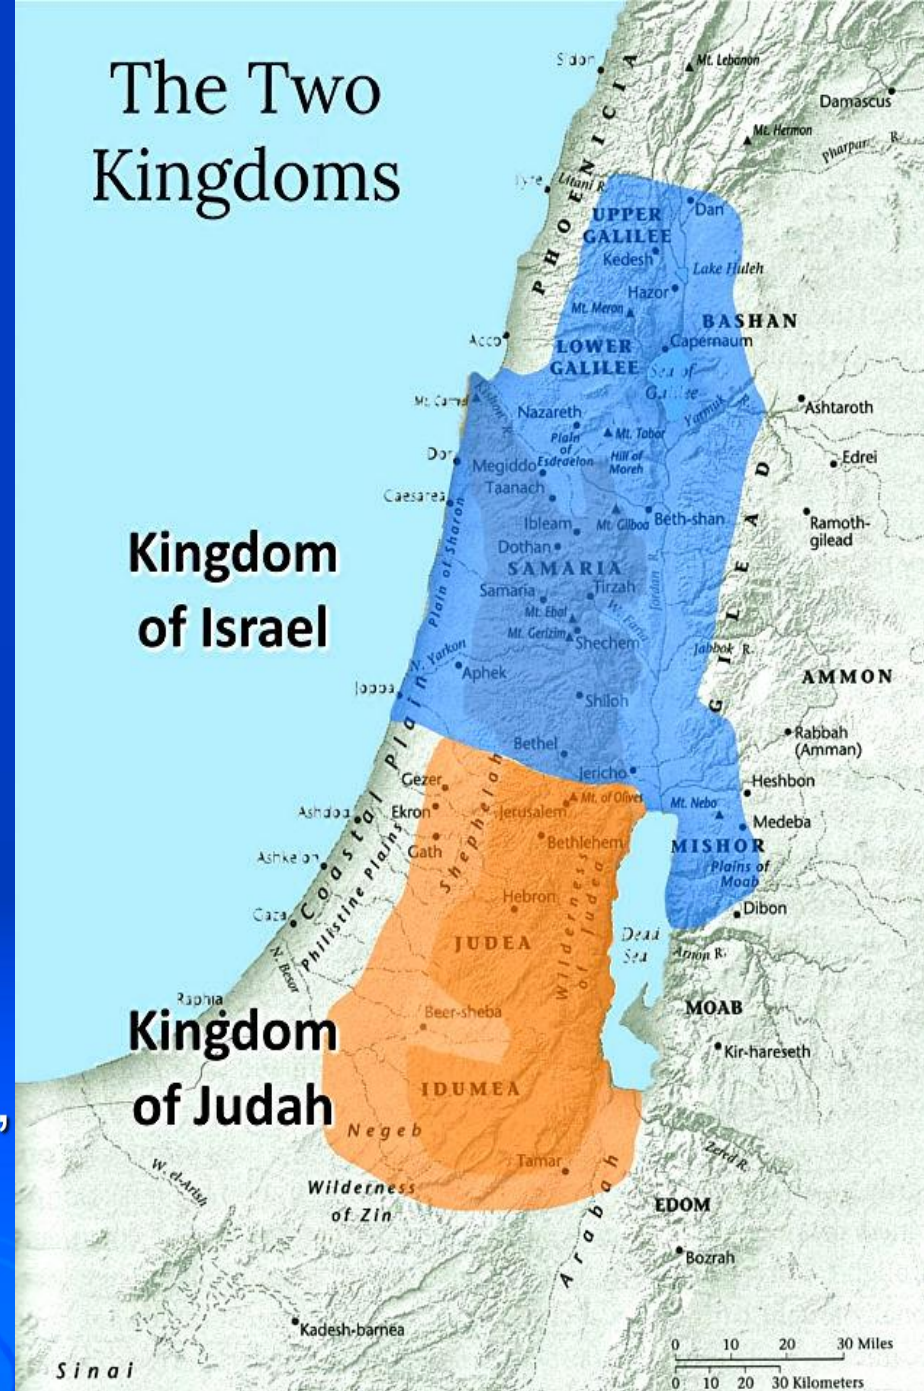 The Two
Kingdoms
Sidon
Mt. Lebanon
Damascus
Mt. Hermon
Pharpar R.
PHOENICIA
Tyre
Litani R.
Dan
UPPER
GALILEE
Kedesh
Lake Huleh
Hazor
Mt. Meron
BASHAN
Acco
LOWER
GALILEE
Capernaum
Sea of
Galilee
Mt. Carmel
Kishon R.
Nazareth
Yarmuk R.
Ashtaroth
Plain
of
Esdraelon
Mt. Tabor
Hill of
Moreh
Dor
Megiddo
Edrei
Taanach
Caesarea
GILEAD
Ibleam
Mt. Gilboa
Beth-shan
Ramoth-
gilead
Kingdom
of Israel
Plain of Sharon
Dothan
SAMARIA
Samaria
Tirzah
Jordan R.
Mt. Ebal
W. Faria
Mt. Gerizim
Shechem
Jabbok R.
N. Yarkon
Aphek
AMMON
Joppa
Shiloh
Rabbah
(Amman)
Bethel
Jericho
Heshbon
Gezer
Mt. of Olives
Mt. Nebo
Ashdod
Ekron
Jerusalem
Medeba
Coastal Plain
Shephelah
Bethlehem
MISHOR
Gath
Plains of
Moab
Ashkelon
Philistine Plains
Hebron
Wilderness
of Judea
Dibon
Gaza
JUDEA
Dead
Sea
Arnon R.
N. Besor
Raphia
Kingdom
of Judah
Beer-sheba
MOAB
Kir-hareseth
IDUMEA
,
Negeb
Zered R.
W. el-Arish
Tamar
Wilderness
of Zin
Arabah
EDOM
Bozrah
Kadesh-barnea
0 10 20 30 Miles
Sinai
0 10 20 30 Kilometers